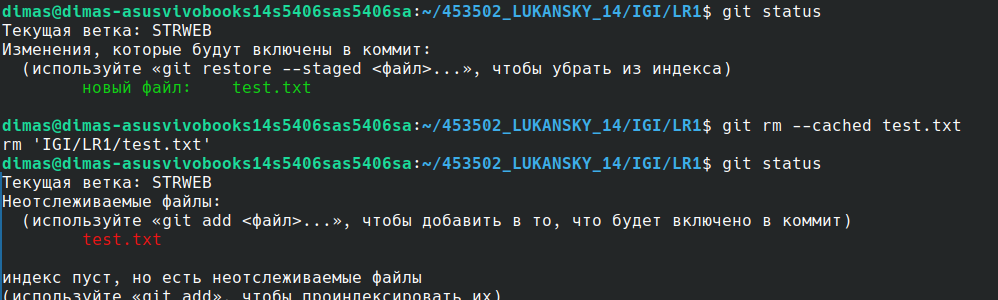 dimas@dimas-asusvivobooks14s5406sas5406sa:~/453502_LUKANSKY_14/IGI/LR1$ git status
Текущая ветка: STRWEB
Изменения, которые будут включены в коммит:
  (используйте «git restore --staged <файл>...», чтобы убрать из индекса)
        новый файл:    test.txt

dimas@dimas-asusvivobooks14s5406sas5406sa:~/453502_LUKANSKY_14/IGI/LR1$ git rm --cached test.txt
rm 'IGI/LR1/test.txt'
dimas@dimas-asusvivobooks14s5406sas5406sa:~/453502_LUKANSKY_14/IGI/LR1$ git status
Текущая ветка: STRWEB
Неотслеживаемые файлы:
  (используйте «git add <файл>...», чтобы добавить в то, что будет включено в коммит)
        test.txt

индекс пуст, но есть неотслеживаемые файлы
(используйте «git add», чтобы проиндексировать их)